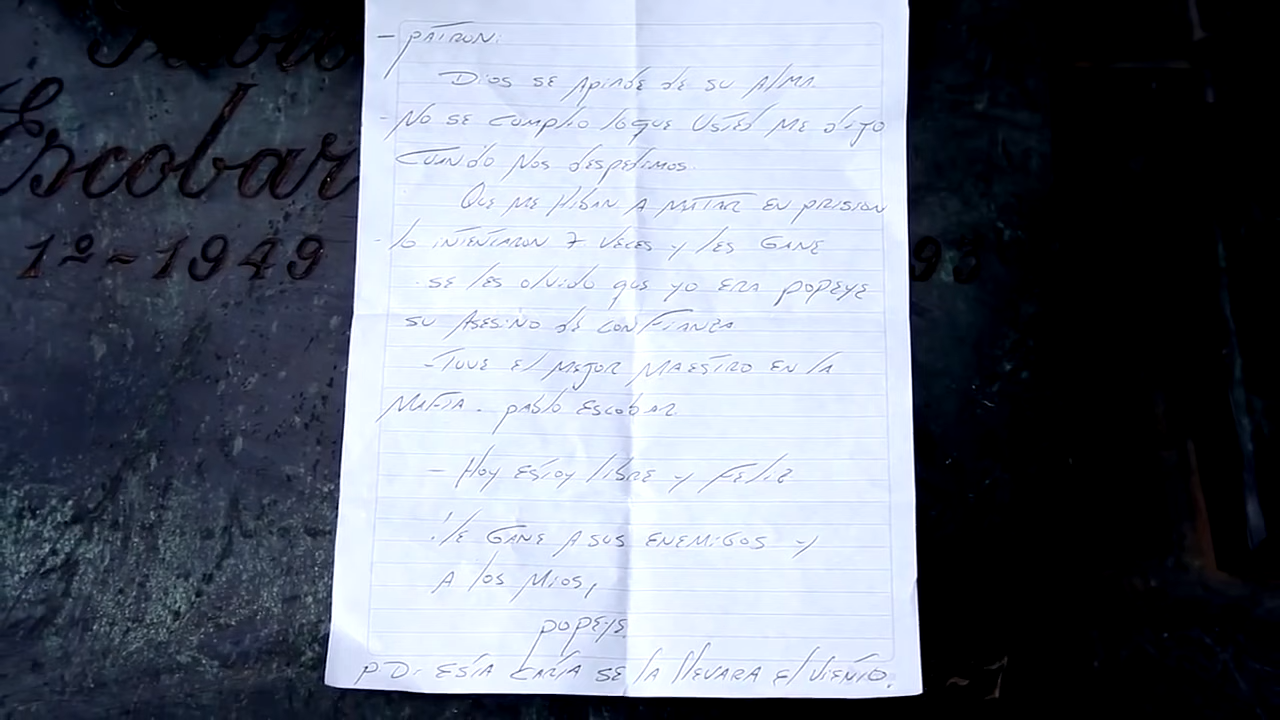 Escobar
1º-1949
93
- PATRON:
DIOS SE APIADE de SU AlMA.
- NO SE CUMPLIO lo que USTED ME dIJO
CUANDO NOS dESPEDIMOS.
QUE ME HIBAN A MATAR EN PRISION
- lo INTENTARON 7 VECES y lES GANE
. SE lES olvido que yo ERA POPEYE
SU ASESINO de CONFIANZA
- TUVE El MEJOR MAESTRO EN lA
MAFIA. PABLO ESCOBAR
- HOY ESTOY lIBRE y FELIZ
!lE GANE A SUS ENEMIGOS y
A los MIOS,
POPEYE
P.D. ESTA CARTA SE lA llEVARA El VIENTO.